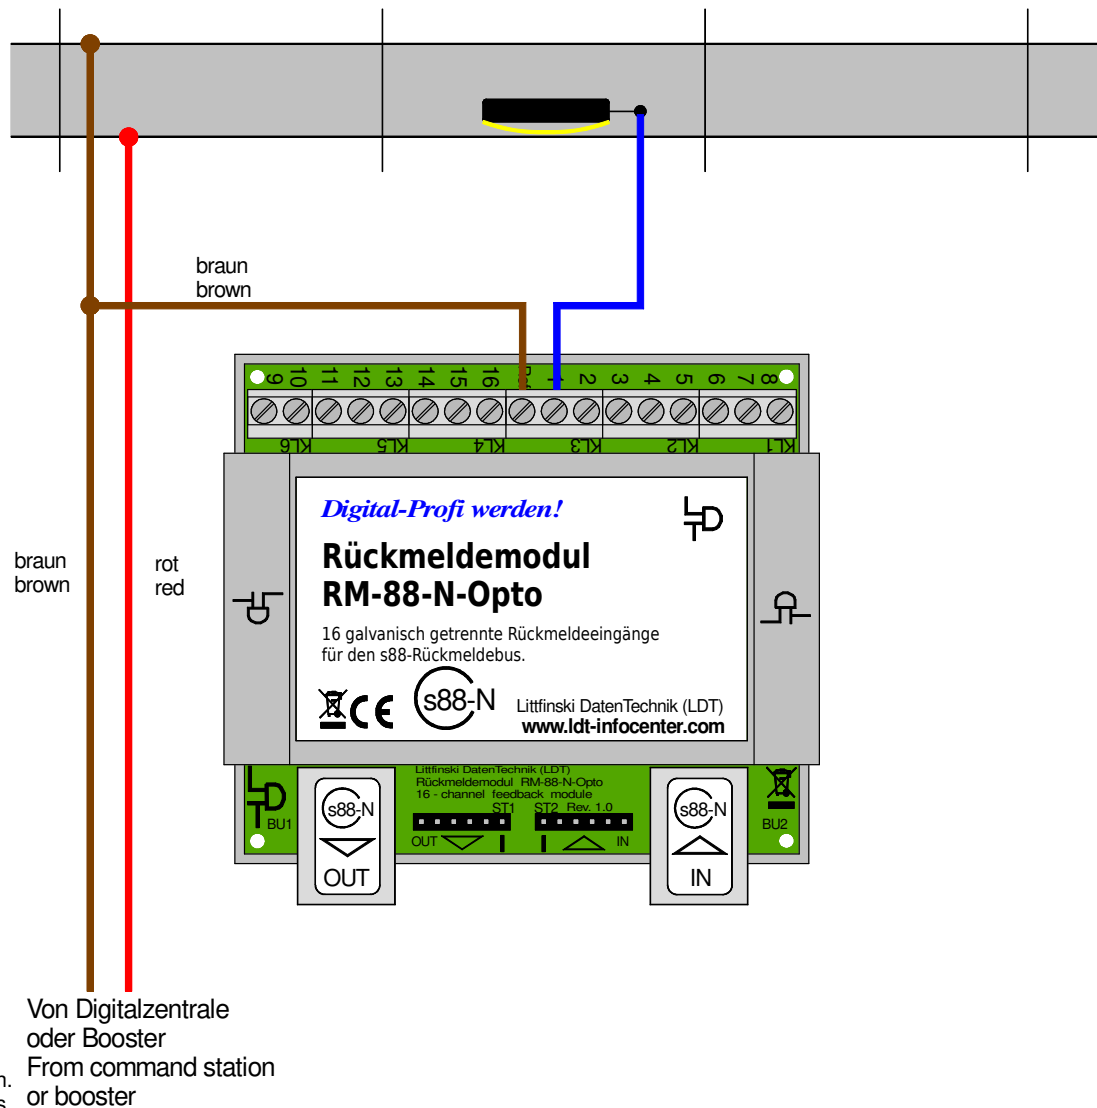 braun
brown
9 10 11 12 13 14 15 16 1 2 3 4 5 6 7 8
KL6 KL5 KL4 KL3 KL2 KL1
Digital-Profi werden!
Rückmeldemodul
RM-88-N-Opto
16 galvanisch getrennte Rückmeldeeingänge
für den s88-Rückmeldebus.
CE s88-N
Littfinski DatenTechnik (LDT)
www.ldt-infocenter.com
braun
brown
rot
red
Littfinski DatenTechnik (LDT)
Rückmeldemodul RM-88-N-Opto
16 - channel feedback module
ST1 ST2 Rev. 1.0
BU1 BU2
OUT IN
s88-N
OUT
s88-N
IN
Von Digitalzentrale
oder Booster
From command station
or booster